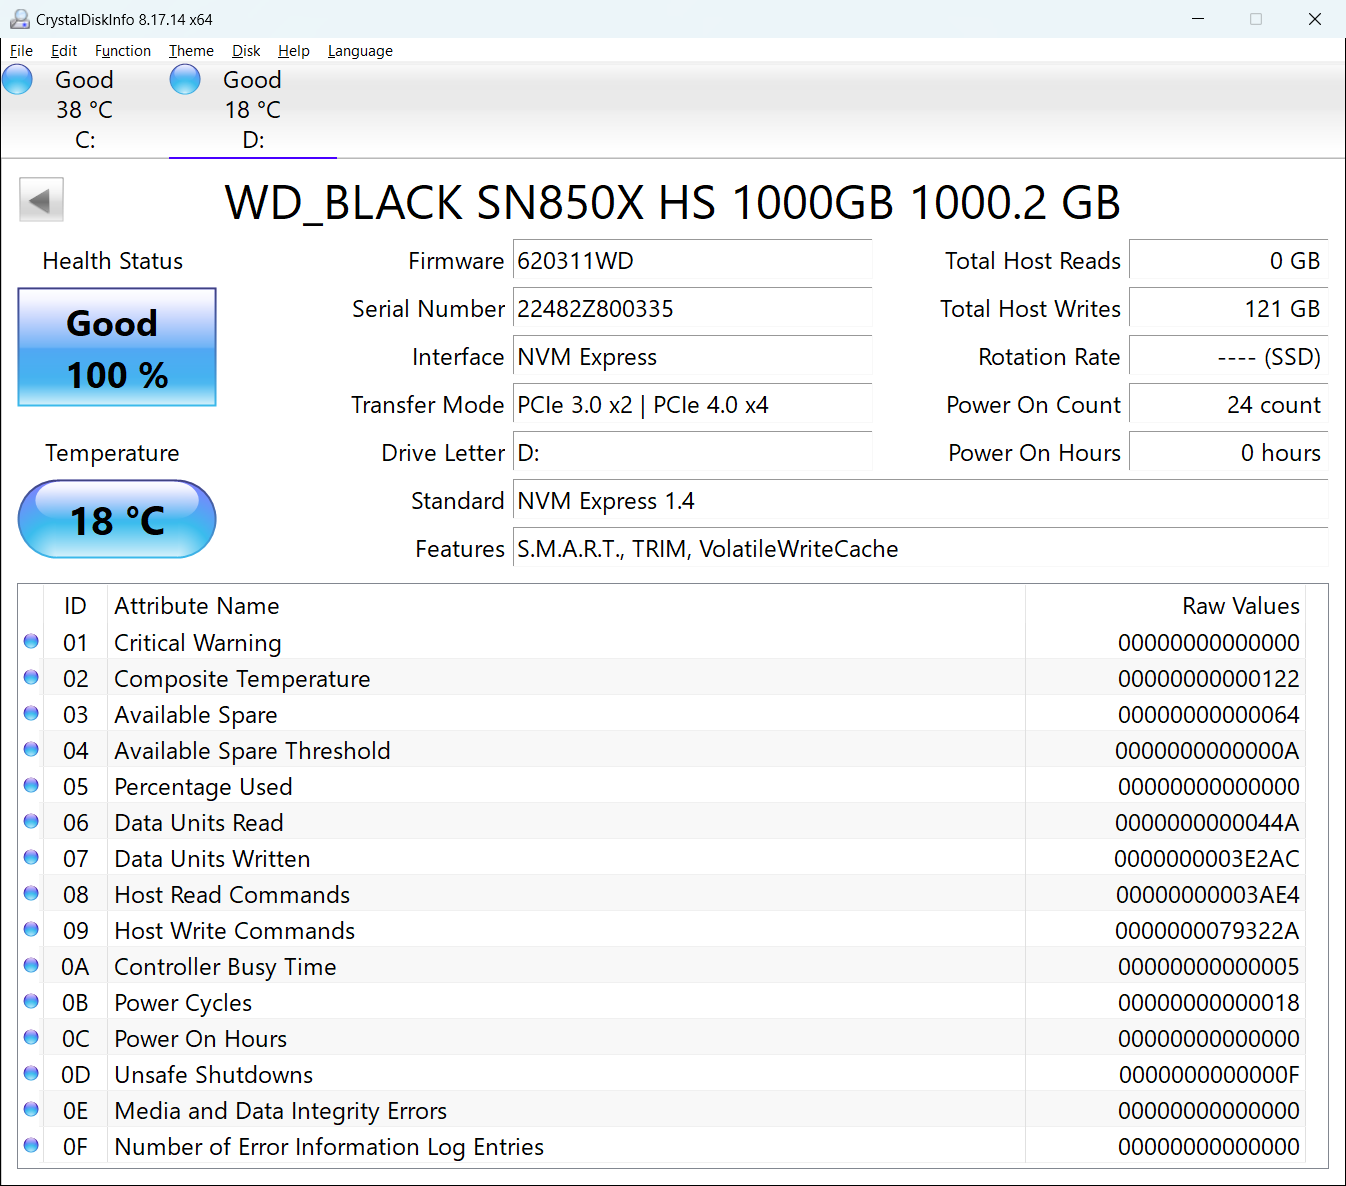 CrystalDiskInfo 8.17.14 x64
File Edit Function Theme Disk Help Language
Good Good
38 °C 18 °C
C: D:
WD_BLACK SN850X HS 1000GB 1000.2 GB
Health Status
Good
100 %
Temperature
18 °C
Firmware 620311WD
Serial Number 22482Z800335
Interface NVM Express
Transfer Mode PCIe 3.0 x2 | PCIe 4.0 x4
Drive Letter D:
Standard NVM Express 1.4
Features S.M.A.R.T., TRIM, VolatileWriteCache
Total Host Reads 0 GB
Total Host Writes 121 GB
Rotation Rate ---- (SSD)
Power On Count 24 count
Power On Hours 0 hours
ID Attribute Name Raw Values
01 Critical Warning 00000000000000
02 Composite Temperature 00000000000122
03 Available Spare 00000000000064
04 Available Spare Threshold 0000000000000A
05 Percentage Used 00000000000000
06 Data Units Read 0000000000044A
07 Data Units Written 0000000003E2AC
08 Host Read Commands 00000000003AE4
09 Host Write Commands 0000000079322A
0A Controller Busy Time 00000000000005
0B Power Cycles 00000000000018
0C Power On Hours 00000000000000
0D Unsafe Shutdowns 0000000000000F
0E Media and Data Integrity Errors 00000000000000
0F Number of Error Information Log Entries 00000000000000